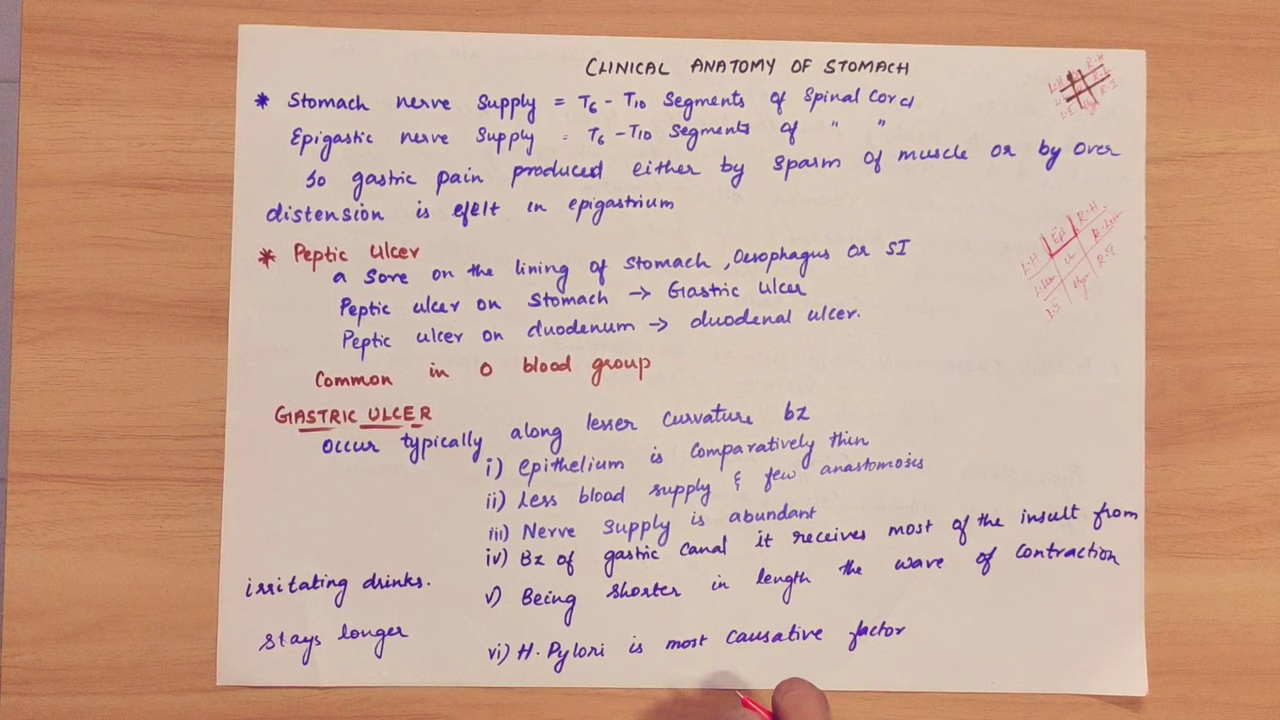 CLINICAL ANATOMY OF STOMACH
* Stomach nerve supply = T6 - T10 Segments of Spinal Cord
Epigastic nerve supply = T6 - T10 Segments of " "
So gastric pain produced either by spasm of muscle or by over
distension is felt in epigastrium
* Peptic Ulcer
a sore on the lining of stomach, Oesophagus or SI
Peptic ulcer on stomach → Gastric Ulcer
Peptic ulcer on duodenum → duodenal ulcer.
Common in O blood group
GASTRIC ULCER
Occur typically along lesser curvature bz
i) Epithelium is comparatively thin
ii) Less blood supply & few anastomosis
iii) Nerve supply is abundant
iv) Bz of gastric canal it receives most of the insult from
irritating drinks.
v) Being shorter in length the wave of contraction
stays longer
vi) H. Pylori is most causative factor
L.H Epi R.H
L.Lum U R.Lum
L.I Hyp R.I